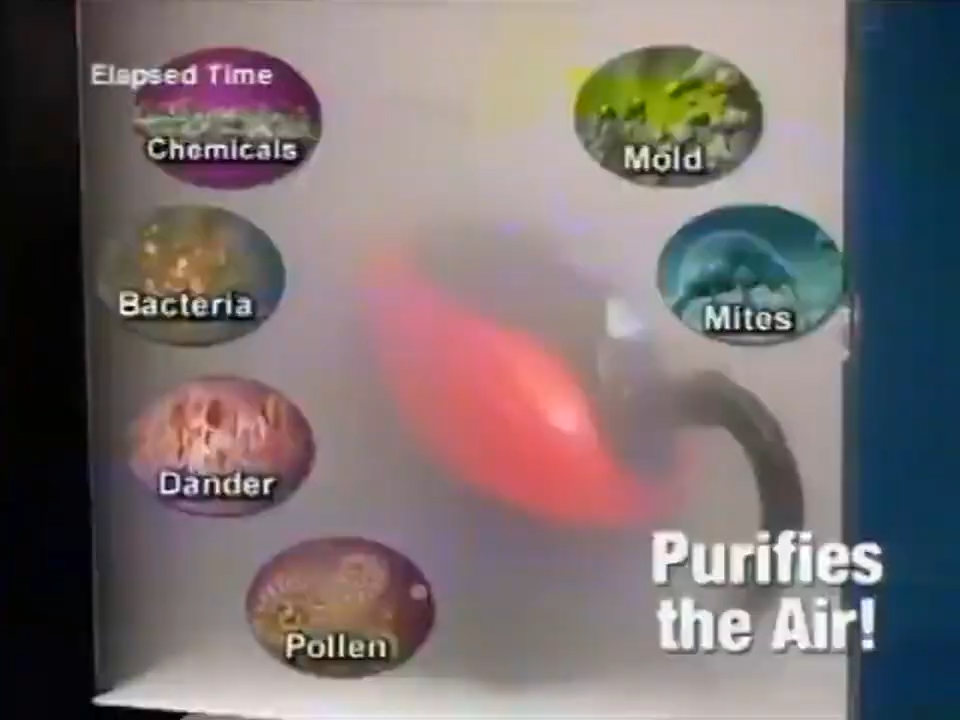 Elapsed Time
Chemicals
Mold
Bacteria
Mites
Dander
Pollen
Purifies
the Air!